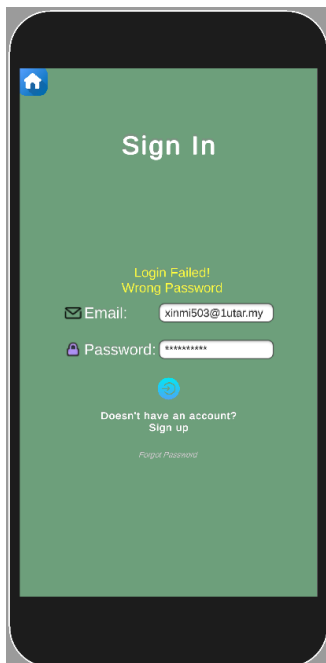 Sign In
Login Failed!
Wrong Password
Email: xinmi503@1utar.my
Password: **********
Doesn't have an account?
Sign up
Forgot Password